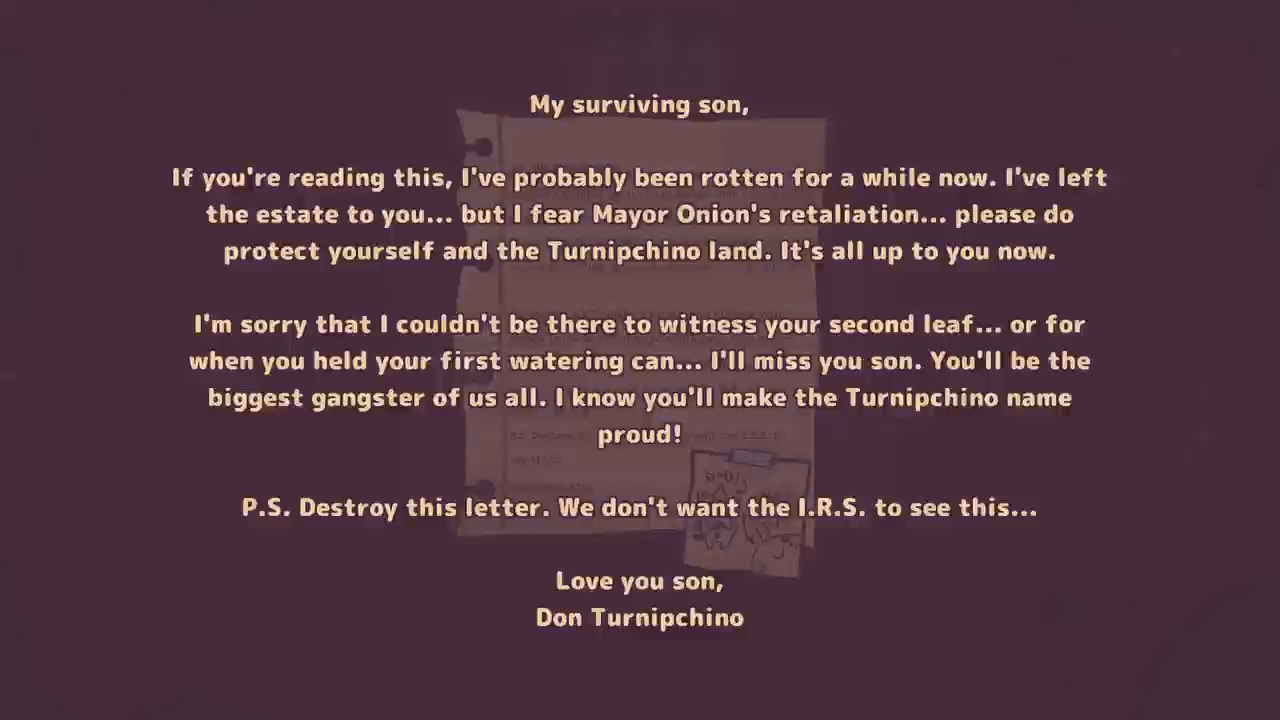 My surviving son,
If you're reading this, I've probably been rotten for a while now. I've left
the estate to you... but I fear Mayor Onion's retaliation... please do
protect yourself and the Turnipchino land. It's all up to you now.
I'm sorry that I couldn't be there to witness your second leaf... or for
when you held your first watering can... I'll miss you son. You'll be the
biggest gangster of us all. I know you'll make the Turnipchino name
proud!
P.S. Destroy this letter. We don't want the I.R.S. to see this...
Love you son,
Don Turnipchino